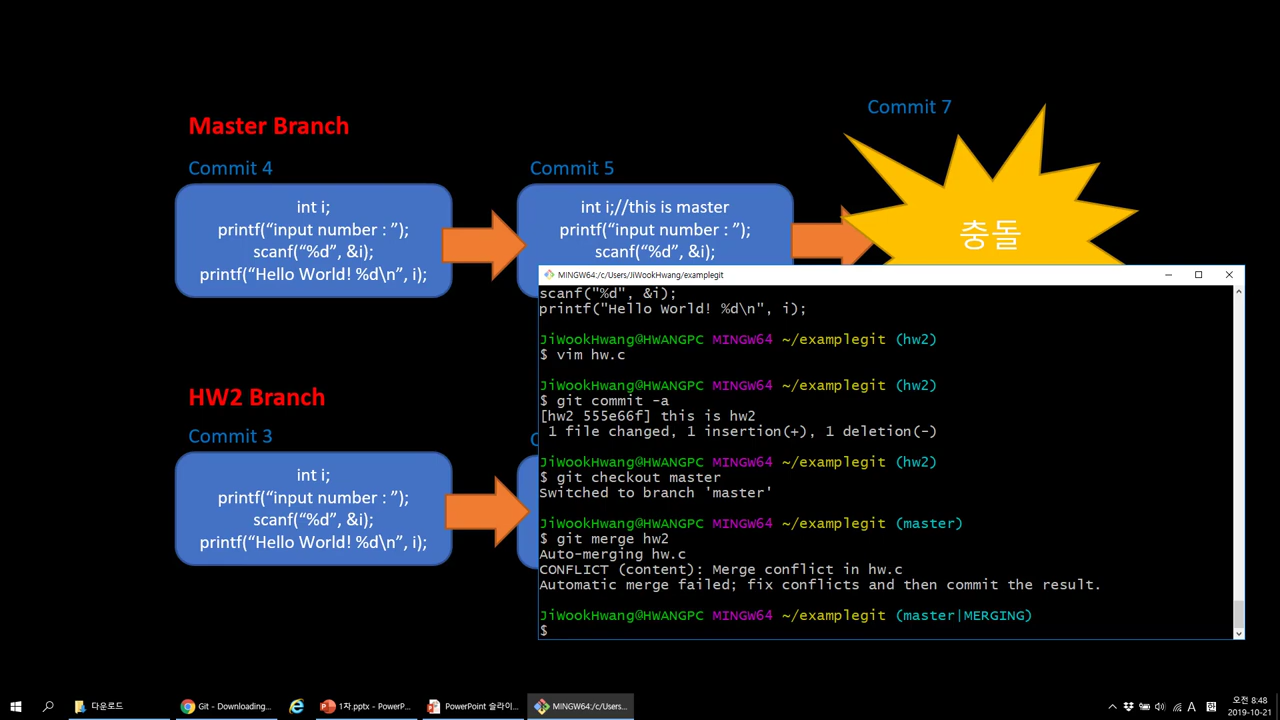 Commit 7
Master Branch
Commit 4
Commit 5
int i;
printf(“input number : ”);
scanf(“%d”, &i);
printf(“Hello World! %d\n”, i);
int i;//this is master
printf(“input number : ”);
scanf(“%d”, &i);
충돌
HW2 Branch
Commit 3
int i;
printf(“input number : ”);
scanf(“%d”, &i);
printf(“Hello World! %d\n”, i);
MINGW64:/c/Users/JiWookHwang/examplegit
scanf("%d", &i);
printf("Hello World! %d\n", i);
JiWookHwang@HWANGPC MINGW64 ~/examplegit (hw2)
$ vim hw.c
JiWookHwang@HWANGPC MINGW64 ~/examplegit (hw2)
$ git commit -a
[hw2 555e66f] this is hw2
1 file changed, 1 insertion(+), 1 deletion(-)
JiWookHwang@HWANGPC MINGW64 ~/examplegit (hw2)
$ git checkout master
Switched to branch 'master'
JiWookHwang@HWANGPC MINGW64 ~/examplegit (master)
$ git merge hw2
Auto-merging hw.c
CONFLICT (content): Merge conflict in hw.c
Automatic merge failed; fix conflicts and then commit the result.
JiWookHwang@HWANGPC MINGW64 ~/examplegit (master|MERGING)
$
다운로드
Git - Downloading...
1차.pptx - PowerP...
PowerPoint 슬라이...
MINGW64:/c/Users...
A
오전 8:48
2019-10-21